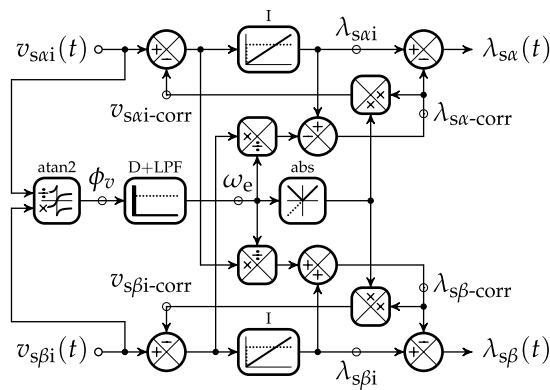 I
v_sαi(t)
λ_sαi
λ_sα(t)
+
−
+
−
v_sαi-corr
×
×
λ_sα-corr
×
÷
−
+
atan2
D+LPF
abs
ϕ_v
ω_e
÷
×
v_sβi-corr
×
÷
+
+
λ_sβ-corr
×
×
I
v_sβi(t)
+
−
+
−
λ_sβ(t)
λ_sβi